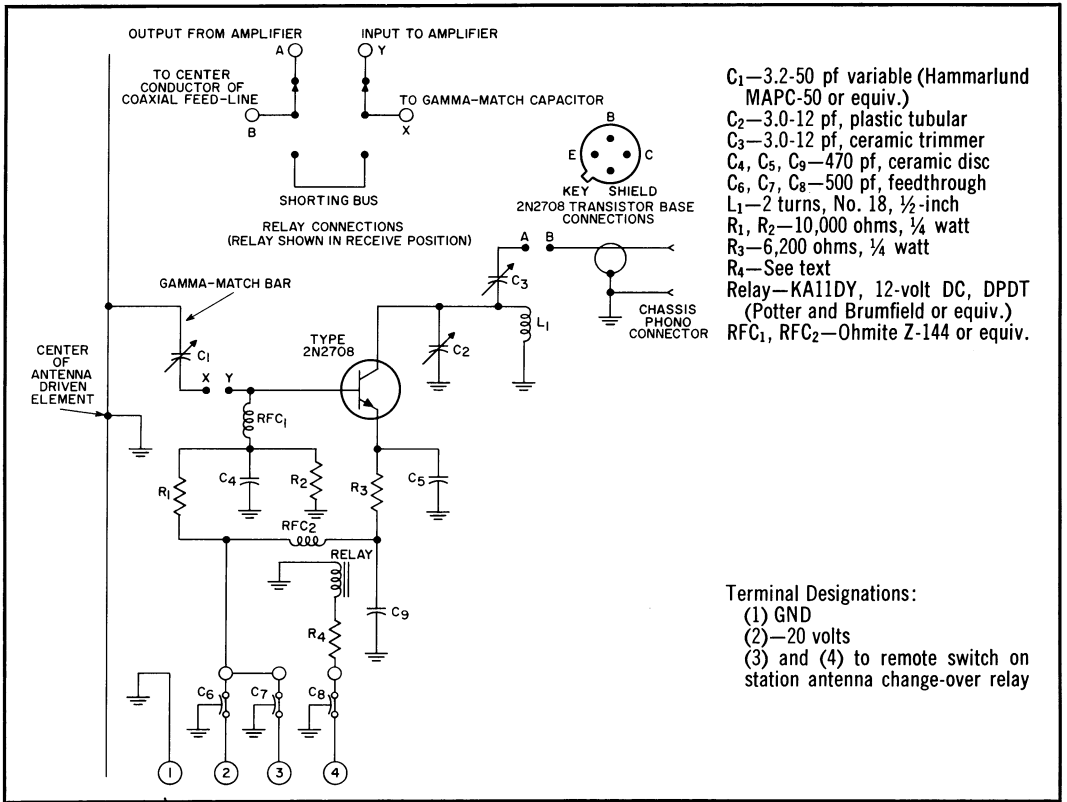 OUTPUT FROM AMPLIFIER
INPUT TO AMPLIFIER
A
Y
TO CENTER
CONDUCTOR OF
COAXIAL FEED-LINE
TO GAMMA-MATCH CAPACITOR
B
X
SHORTING BUS
RELAY CONNECTIONS
(RELAY SHOWN IN RECEIVE POSITION)
B
E
C
KEY
SHIELD
2N2708 TRANSISTOR BASE
CONNECTIONS
C1—3.2-50 pf variable (Hammarlund
MAPC-50 or equiv.)
C2—3.0-12 pf, plastic tubular
C3—3.0-12 pf, ceramic trimmer
C4, C5, C9—470 pf, ceramic disc
C6, C7, C8—500 pf, feedthrough
L1—2 turns, No. 18, ½-inch
R1, R2—10,000 ohms, ¼ watt
R3—6,200 ohms, ¼ watt
R4—See text
Relay—KA11DY, 12-volt DC, DPDT
(Potter and Brumfield or equiv.)
RFC1, RFC2—Ohmite Z-144 or equiv.
A
B
C3
GAMMA-MATCH BAR
CHASSIS
PHONO
CONNECTOR
L1
TYPE
2N2708
C2
CENTER
OF
ANTENNA
DRIVEN
ELEMENT
C1
X
Y
RFC1
R1
C4
R2
R3
C5
RFC2
RELAY
C9
R4
C6
C7
C8
1
2
3
4
Terminal Designations:
(1) GND
(2)—20 volts
(3) and (4) to remote switch on
station antenna change-over relay